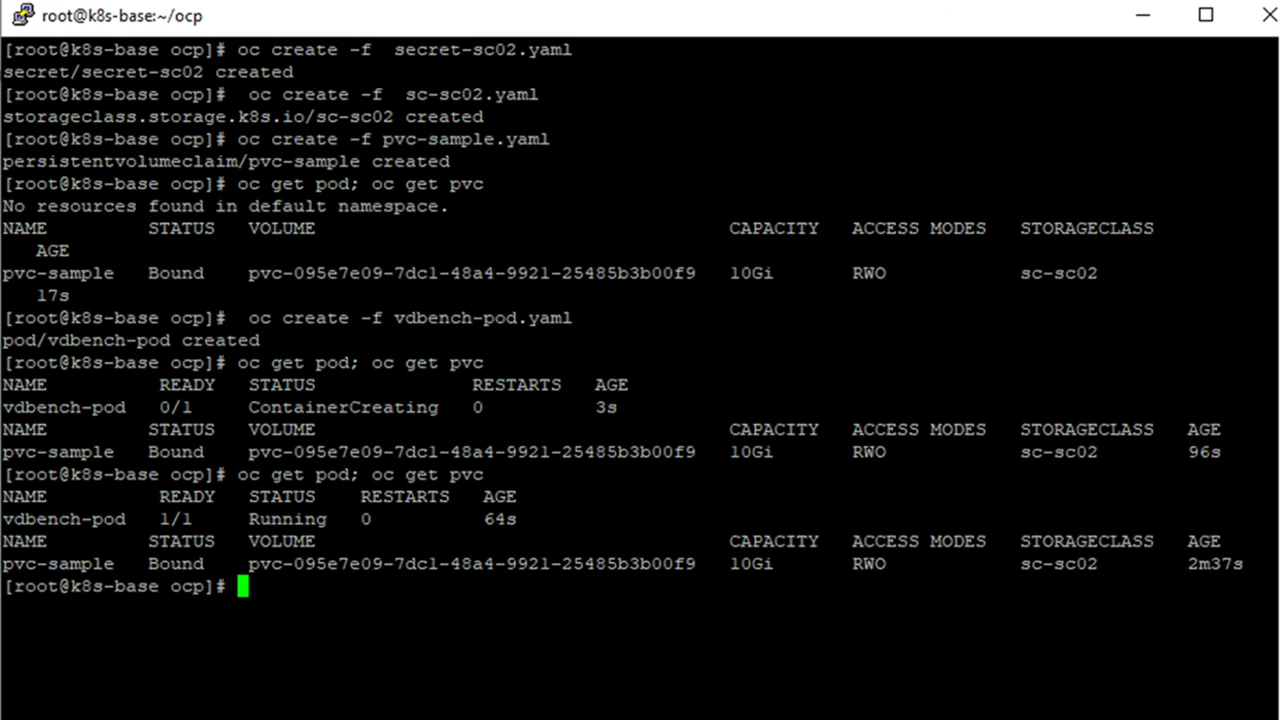 root@k8s-base:~/ocp
[root@k8s-base ocp]# oc create -f  secret-sc02.yaml
secret/secret-sc02 created
[root@k8s-base ocp]#  oc create -f  sc-sc02.yaml
storageclass.storage.k8s.io/sc-sc02 created
[root@k8s-base ocp]# oc create -f pvc-sample.yaml
persistentvolumeclaim/pvc-sample created
[root@k8s-base ocp]# oc get pod; oc get pvc
No resources found in default namespace.
NAME         STATUS   VOLUME                                     CAPACITY   ACCESS MODES   STORAGECLASS
   AGE
pvc-sample   Bound    pvc-095e7e09-7dc1-48a4-9921-25485b3b00f9   10Gi       RWO            sc-sc02
   17s
[root@k8s-base ocp]#  oc create -f vdbench-pod.yaml
pod/vdbench-pod created
[root@k8s-base ocp]# oc get pod; oc get pvc
NAME          READY   STATUS              RESTARTS   AGE
vdbench-pod   0/1     ContainerCreating   0          3s
NAME         STATUS   VOLUME                                     CAPACITY   ACCESS MODES   STORAGECLASS   AGE
pvc-sample   Bound    pvc-095e7e09-7dc1-48a4-9921-25485b3b00f9   10Gi       RWO            sc-sc02        96s
[root@k8s-base ocp]# oc get pod; oc get pvc
NAME          READY   STATUS    RESTARTS   AGE
vdbench-pod   1/1     Running   0          64s
NAME         STATUS   VOLUME                                     CAPACITY   ACCESS MODES   STORAGECLASS   AGE
pvc-sample   Bound    pvc-095e7e09-7dc1-48a4-9921-25485b3b00f9   10Gi       RWO            sc-sc02        2m37s
[root@k8s-base ocp]#